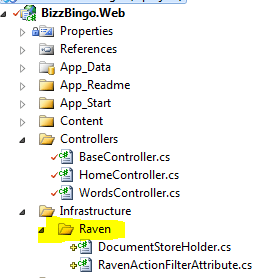 BizzBingo.Web
Properties
References
App_Data
App_Readme
App_Start
Content
Controllers
BaseController.cs
HomeController.cs
WordsController.cs
Infrastructure
Raven
DocumentStoreHolder.cs
RavenActionFilterAttribute.cs